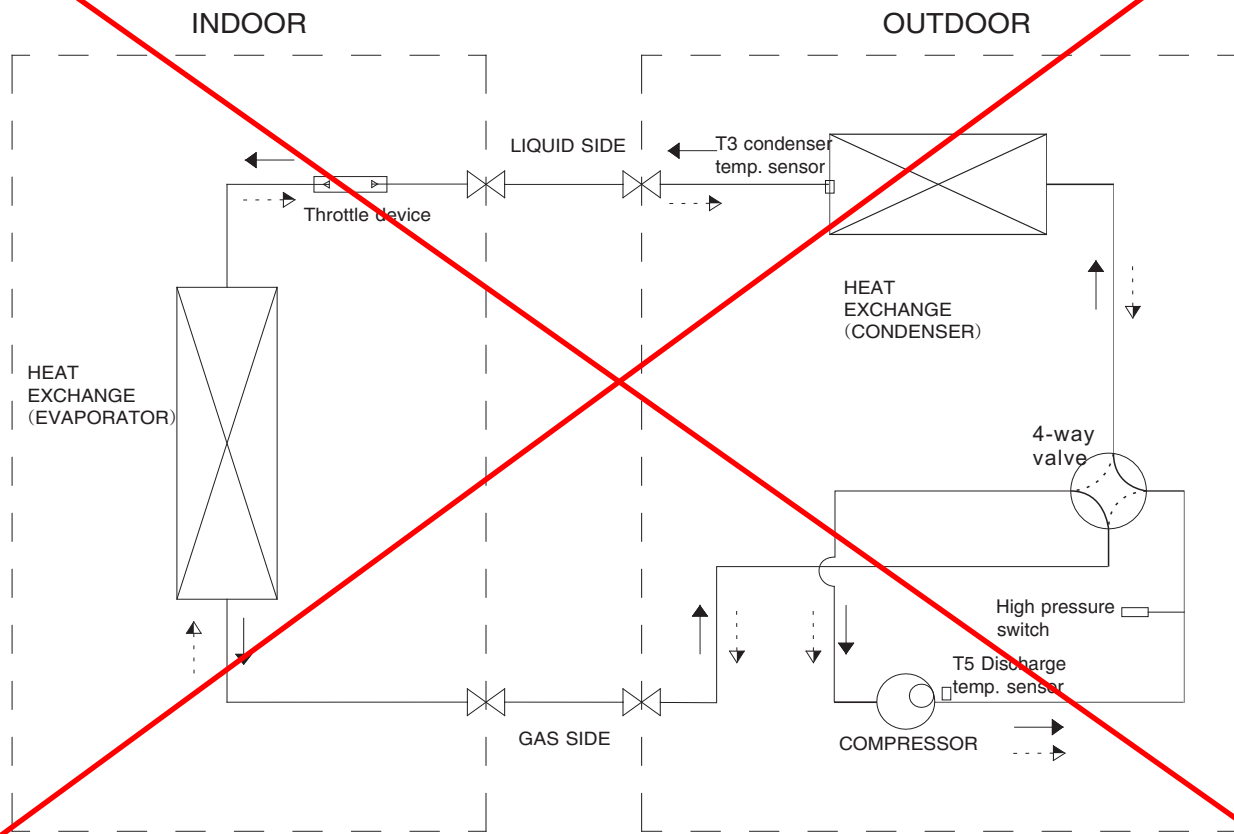 INDOOR
OUTDOOR
LIQUID SIDE
T3 condenser
temp. sensor
Throttle device
HEAT
EXCHANGE
(CONDENSER)
HEAT
EXCHANGE
(EVAPORATOR)
4-way
valve
High pressure
switch
T5 Discharge
temp. sensor
GAS SIDE
COMPRESSOR